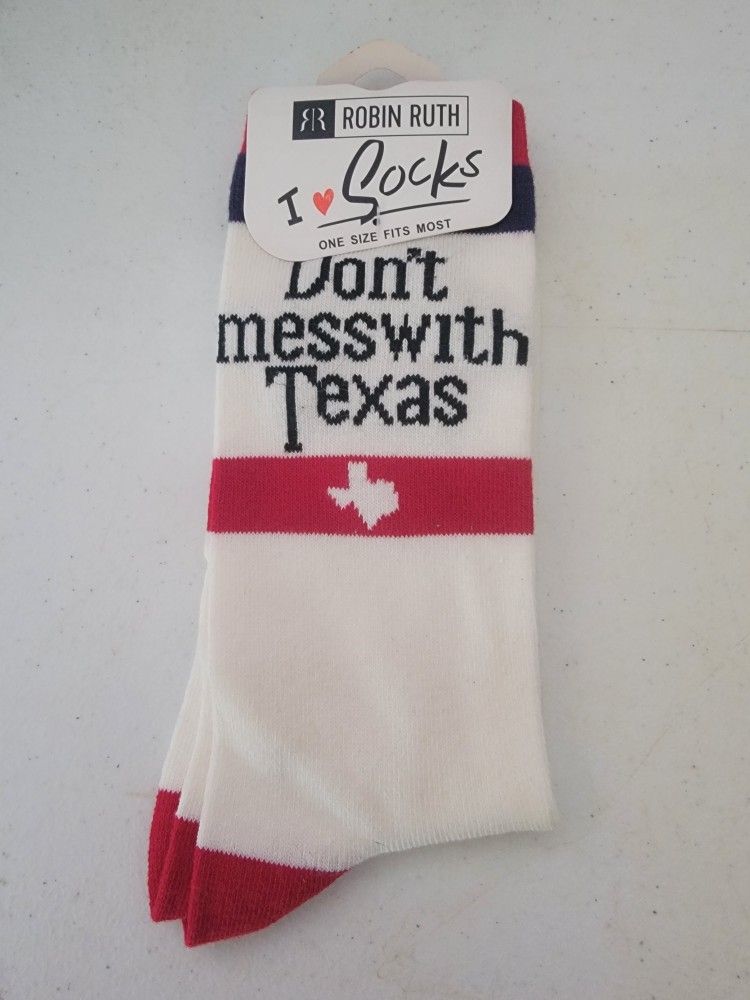 RR ROBIN RUTH
I ♥ Socks
ONE SIZE FITS MOST
Don't
messwith
Texas